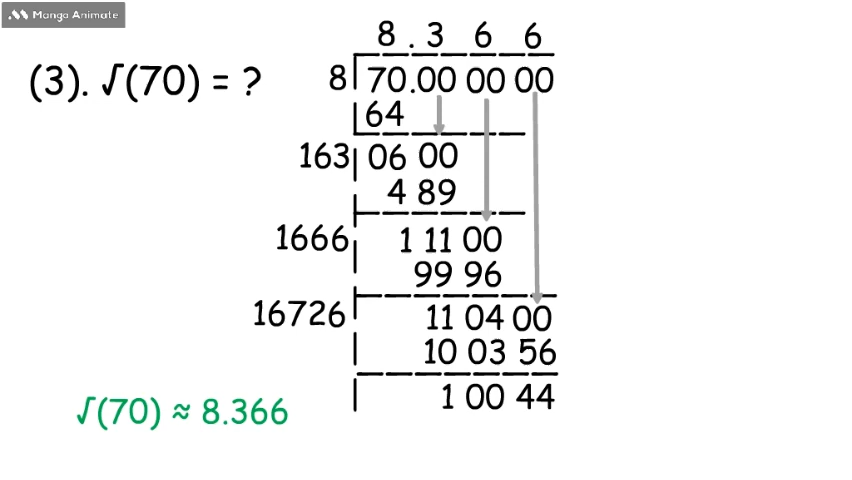 Manga Animate
8.3 6 6
(3). √(70) = ?
8 70.00 00 00
64
163 06 00
4 89
1666 1 11 00
99 96
16726 11 04 00
10 03 56
1 00 44
√(70) ≈ 8.366